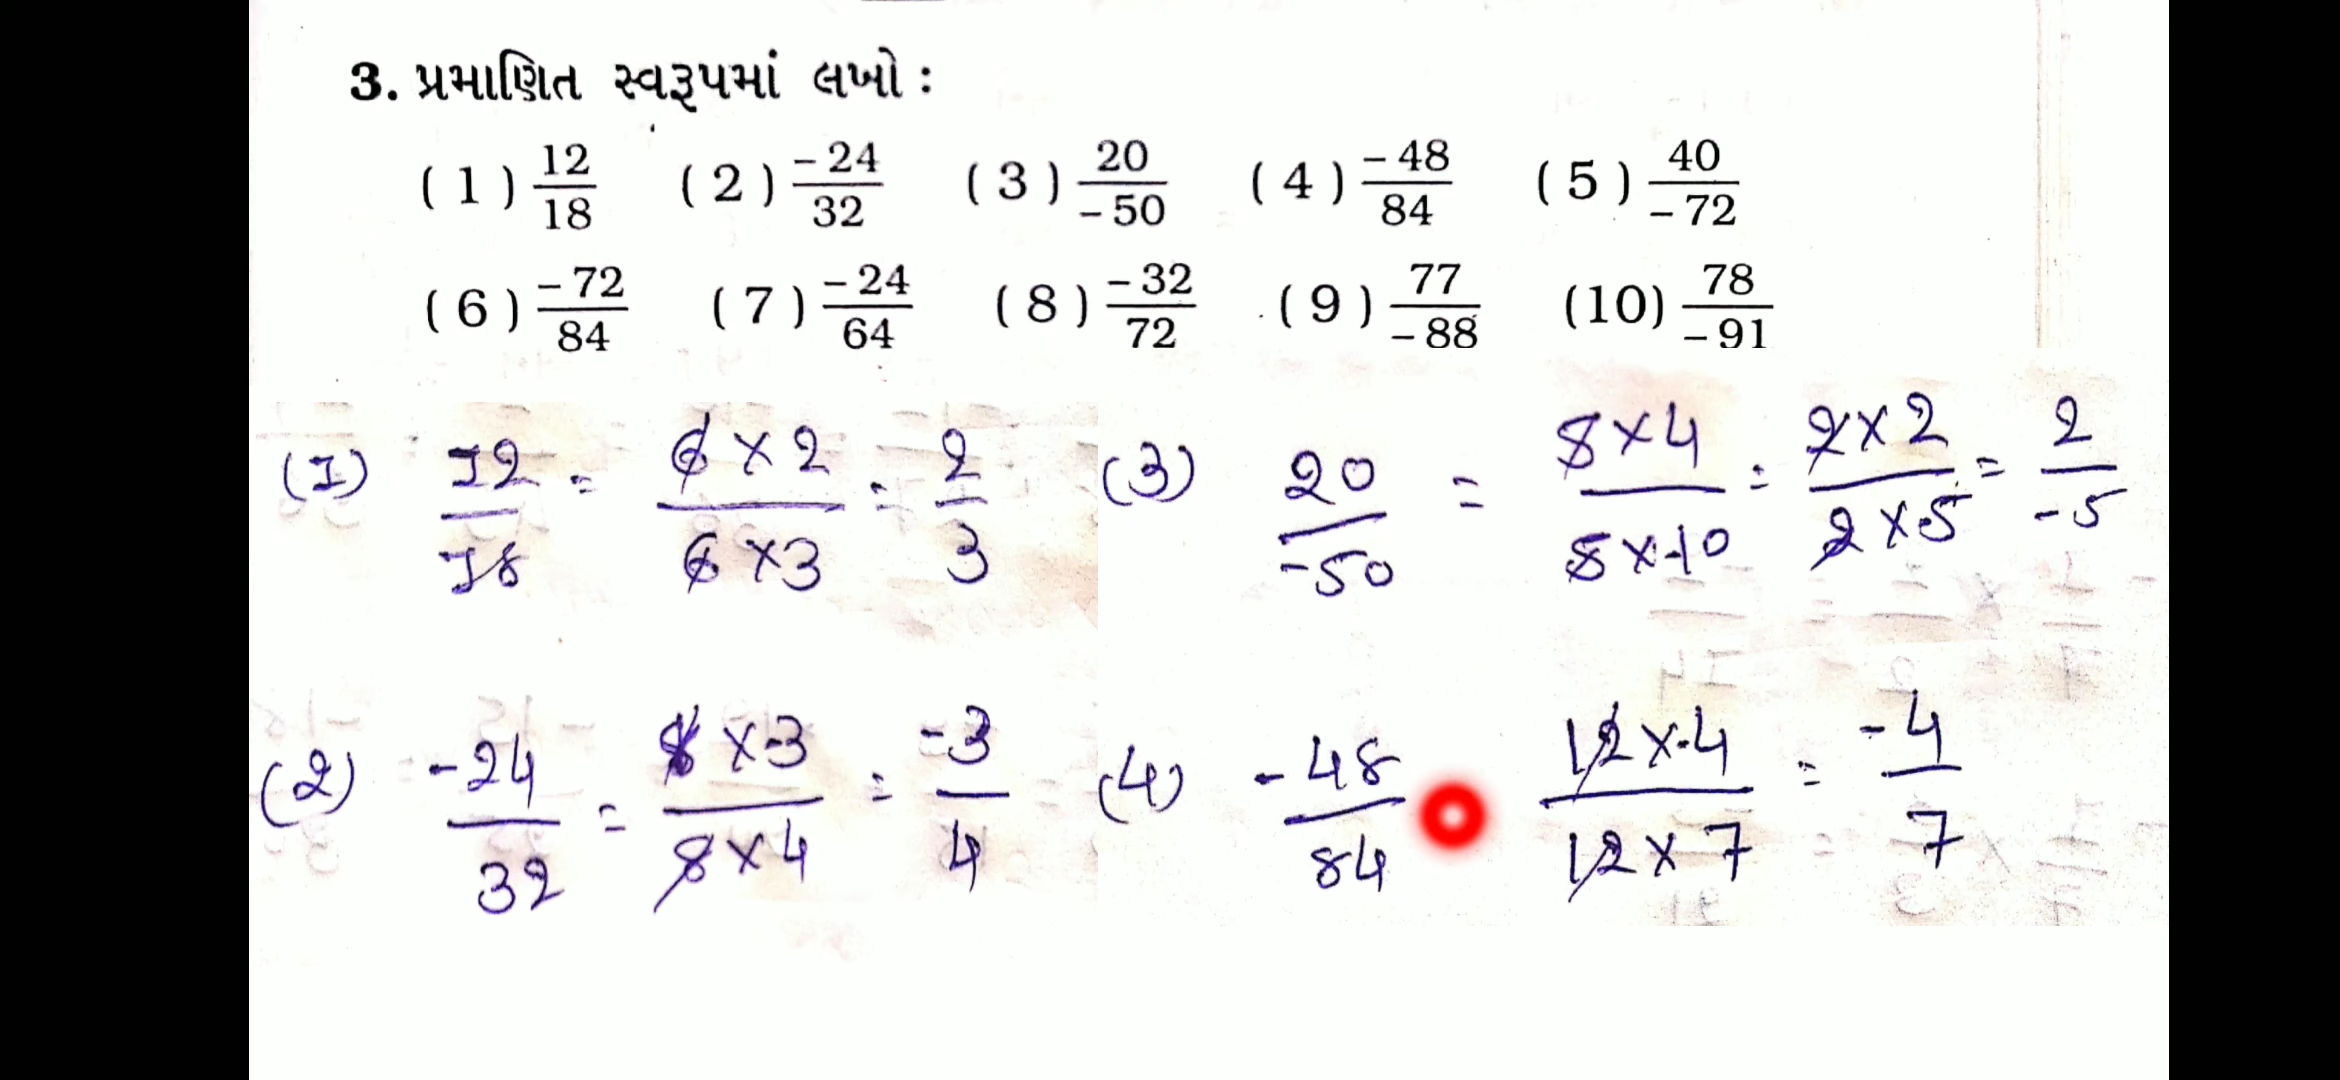 3. પ્રમાણિત સ્વરૂપમાં લખો :
( 1 ) 12/18 ( 2 ) -24/32 ( 3 ) 20/-50 ( 4 ) -48/84 ( 5 ) 40/-72
( 6 ) -72/84 ( 7 ) -24/64 ( 8 ) -32/72 ( 9 ) 77/-88 (10) 78/-91
(1) 12/18 = 6 × 2/6 × 3 = 2/3
(2) -24/32 = 8 × -3/8 × 4 = -3/4
(3) 20/-50 = 5 × 4/5 × -10 = 2 × 2/2 × -5 = 2/-5
(4) -48/84 12 × -4/12 × 7 = -4/7